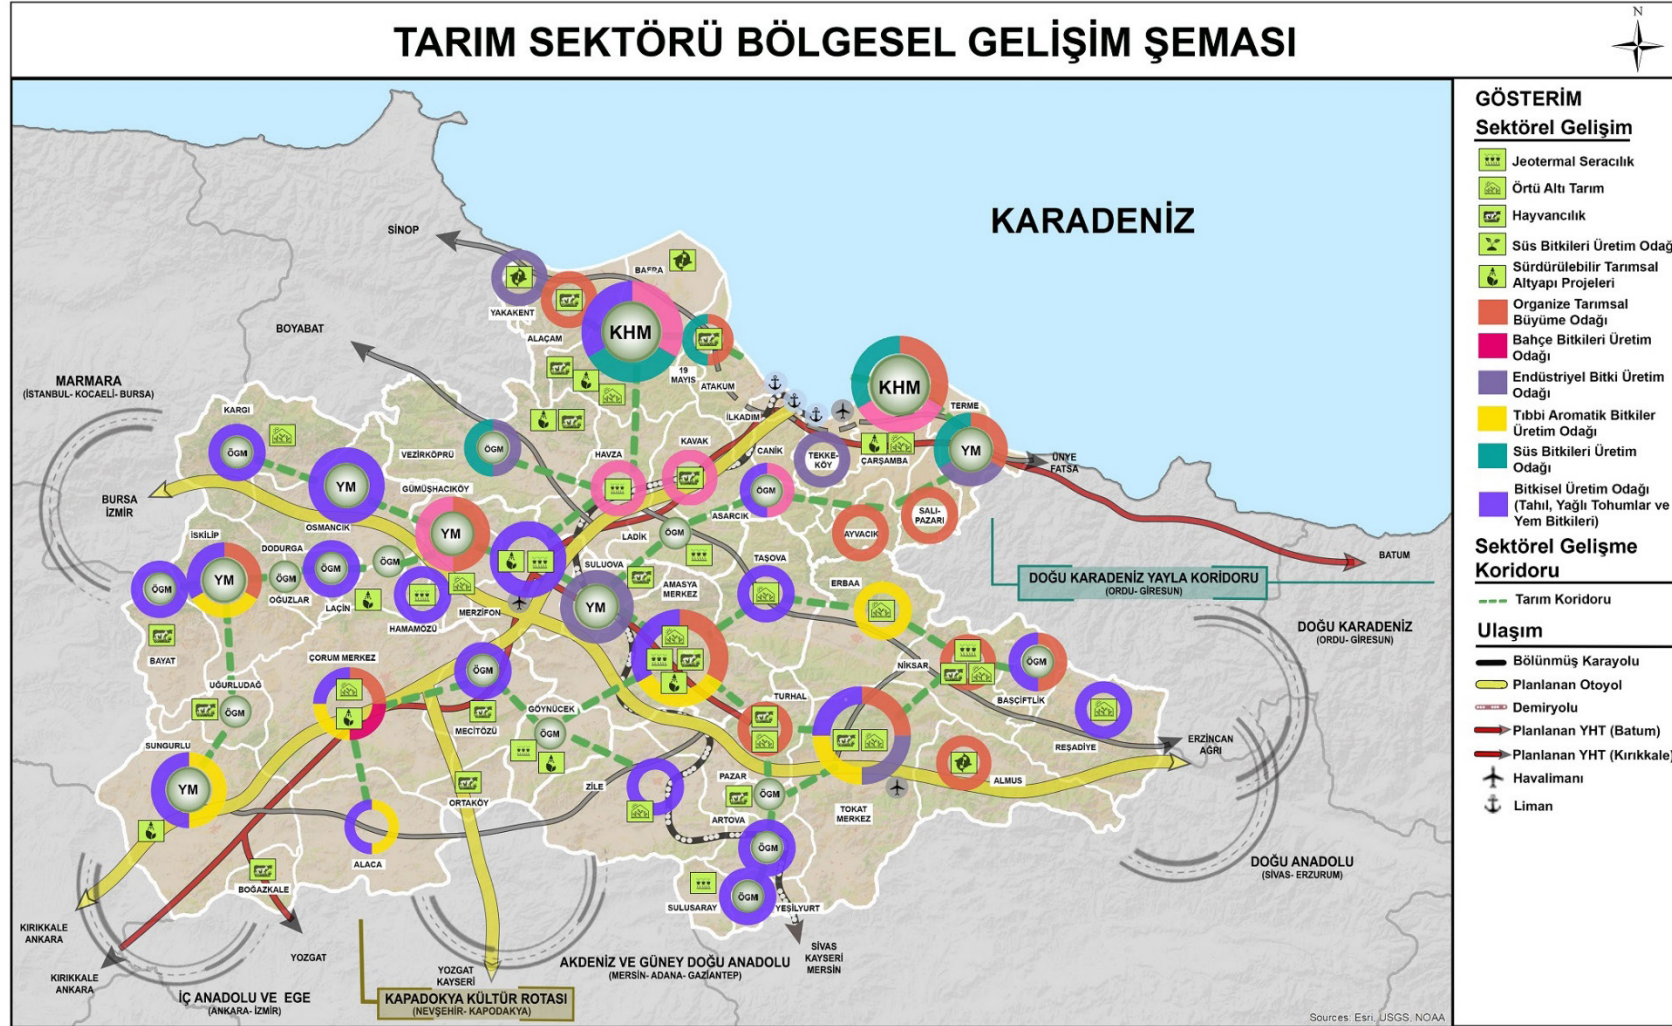 TARIM SEKTÖRÜ BÖLGESEL GELİŞİM ŞEMASI
N
KARADENİZ
SİNOP
BOYABAT
MARMARA
(İSTANBUL- KOCAELİ- BURSA)
BURSA
İZMİR
YAKAKENT
ALAÇAM
BAFRA
KHM
19
MAYIS
ATAKUM
İLKADIM
KHM
TERME
YM
ÇARŞAMBA
TEKKE-
KÖY
CANİK
ÖGM
ASARCIK
KAVAK
HAVZA
VEZİRKÖPRÜ
ÖGM
KARGI
ÖGM
YM
OSMANCIK
GÜMÜŞHACIKÖY
YM
LADİK
ÖGM
AYVACIK
SALI-
PAZARI
ÜNYE
FATSA
BATUM
DOĞU KARADENİZ YAYLA KORİDORU
(ORDU- GİRESUN)
DOĞU KARADENİZ
(ORDU- GİRESUN)
İSKİLİP
YM
ÖGM
BAYAT
DODURGA
ÖGM
OĞUZLAR
ÖGM
LAÇİN
ÖGM
HAMAMÖZÜ
MERZİFON
SULUOVA
YM
AMASYA
MERKEZ
TAŞOVA
ERBAA
NİKSAR
BAŞÇİFTLİK
ÖGM
REŞADİYE
ERZİNCAN
AĞRI
ÇORUM MERKEZ
UĞURLUDAĞ
ÖGM
ÖGM
MECİTÖZÜ
GÖYNÜCEK
ÖGM
TURHAL
SUNGURLU
YM
ORTAKÖY
ZİLE
PAZAR
ÖGM
ARTOVA
ÖGM
TOKAT
MERKEZ
ALMUS
ALACA
BOĞAZKALE
SULUSARAY
ÖGM
YEŞİLYURT
DOĞU ANADOLU
(SİVAS- ERZURUM)
KIRIKKALE
ANKARA
KIRIKKALE
ANKARA
YOZGAT
YOZGAT
KAYSERİ
SİVAS
KAYSERİ
MERSİN
AKDENİZ VE GÜNEY DOĞU ANADOLU
(MERSİN- ADANA- GAZİANTEP)
İÇ ANADOLU VE EGE
(ANKARA- İZMİR)
KAPADOKYA KÜLTÜR ROTASI
(NEVŞEHİR- KAPODAKYA)
Sources: Esri, USGS, NOAA
GÖSTERİM
Sektörel Gelişim
Jeotermal Seracılık
Örtü Altı Tarım
Hayvancılık
Süs Bitkileri Üretim Odağı
Sürdürülebilir Tarımsal
Altyapı Projeleri
Organize Tarımsal
Büyüme Odağı
Bahçe Bitkileri Üretim
Odağı
Endüstriyel Bitki Üretim
Odağı
Tıbbi Aromatik Bitkiler
Üretim Odağı
Süs Bitkileri Üretim
Odağı
Bitkisel Üretim Odağı
(Tahıl, Yağlı Tohumlar ve
Yem Bitkileri)
Sektörel Gelişme
Koridoru
Tarım Koridoru
Ulaşım
Bölünmüş Karayolu
Planlanan Otoyol
Demiryolu
Planlanan YHT (Batum)
Planlanan YHT (Kırıkkale)
Havalimanı
Liman